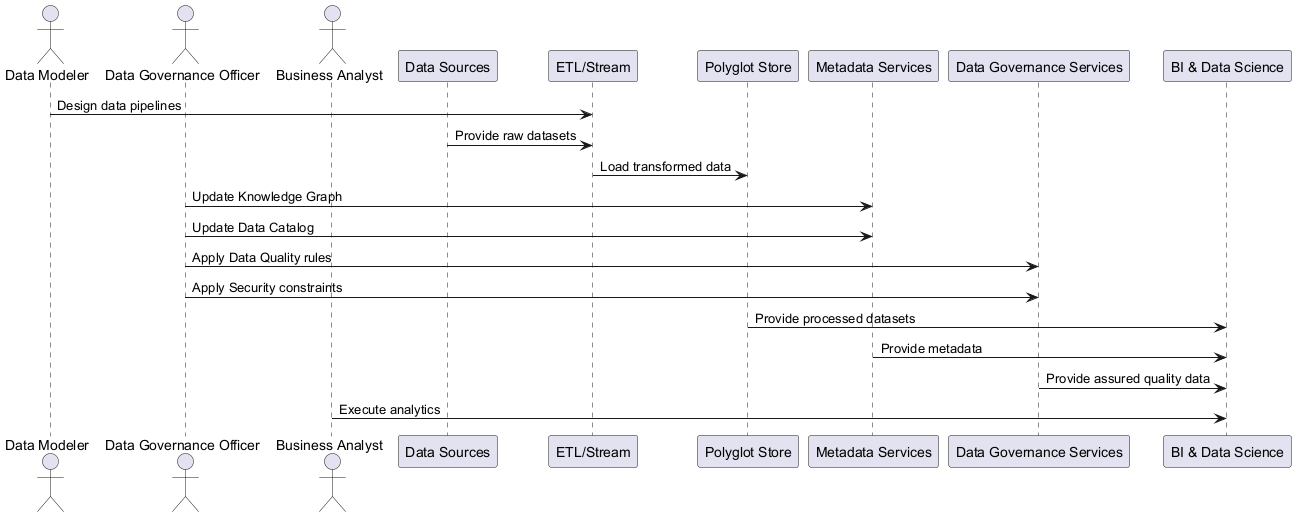 Data Modeler
Data Governance Officer
Business Analyst
Data Sources
ETL/Stream
Polyglot Store
Metadata Services
Data Governance Services
BI & Data Science
Design data pipelines
Provide raw datasets
Load transformed data
Update Knowledge Graph
Update Data Catalog
Apply Data Quality rules
Apply Security constraints
Provide processed datasets
Provide metadata
Provide assured quality data
Execute analytics
Data Modeler
Data Governance Officer
Business Analyst
Data Sources
ETL/Stream
Polyglot Store
Metadata Services
Data Governance Services
BI & Data Science